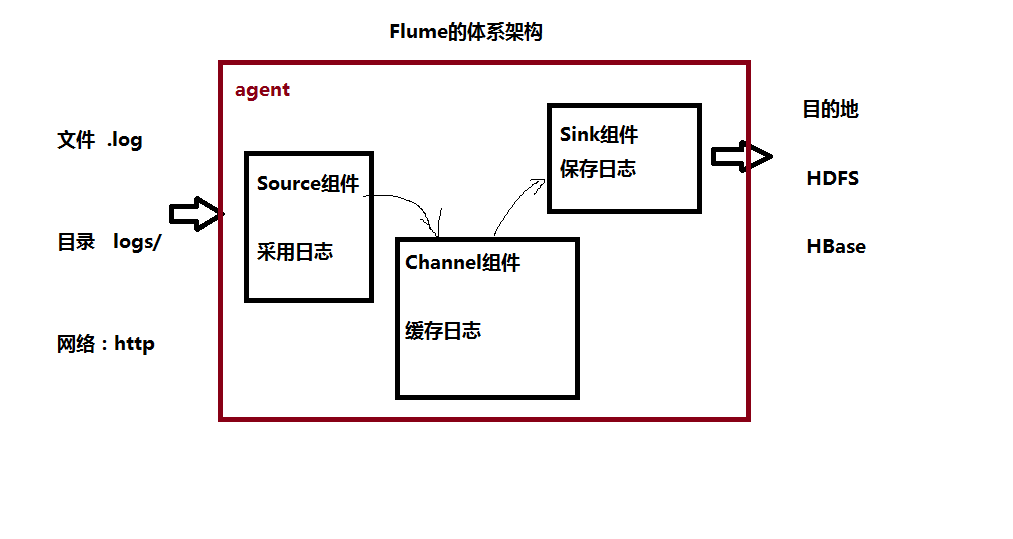 Flume的体系架构
agent
文件 .log
目录 logs/
网络：http
Source组件
采用日志
Channel组件
缓存日志
Sink组件
保存日志
目的地
HDFS
HBase